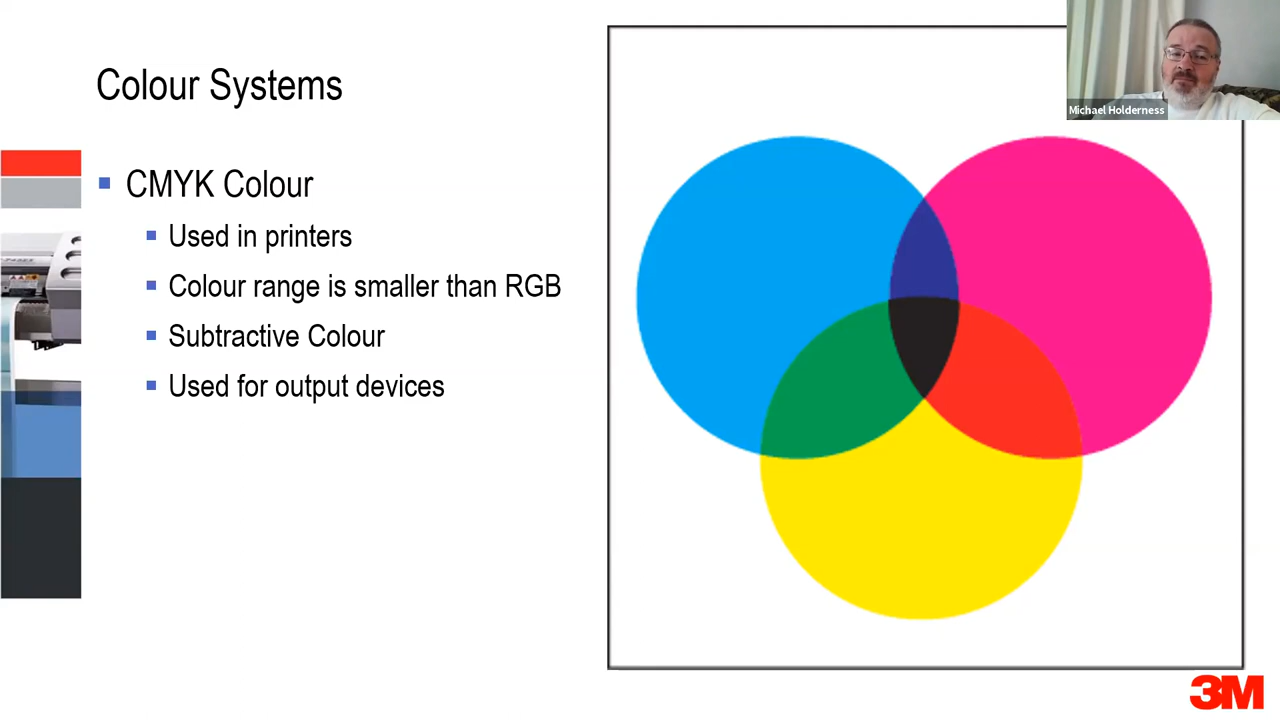 Colour Systems
CMYK Colour
Used in printers
Colour range is smaller than RGB
Subtractive Colour
Used for output devices
Michael Holderness
3M